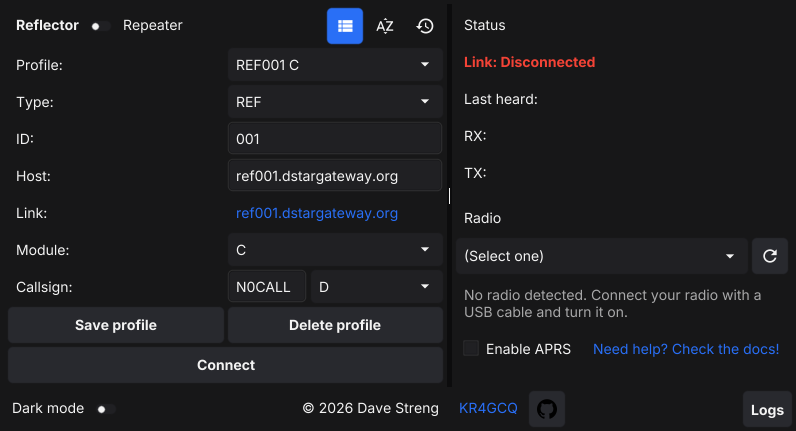 Reflector Repeater
Profile: REF001 C
Type: REF
ID: 001
Host: ref001.dstargateway.org
Link: ref001.dstargateway.org
Module: C
Callsign: N0CALL D
Save profile Delete profile
Connect
Status
Link: Disconnected
Last heard:
RX:
TX:
Radio
(Select one)
No radio detected. Connect your radio with a
USB cable and turn it on.
Enable APRS Need help? Check the docs!
Dark mode © 2026 Dave Streng KR4GCQ Logs